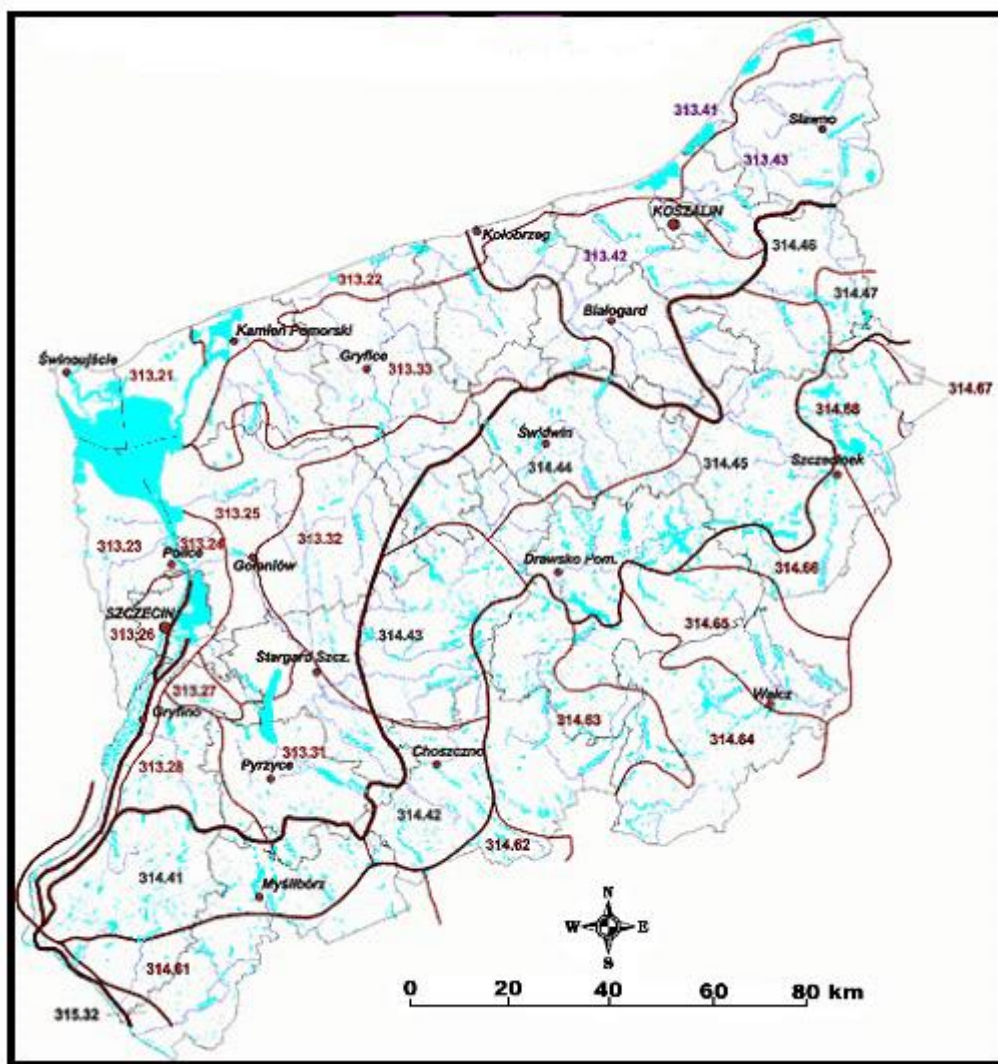 313.41
Sławno
313.43
KOSZALIN
Kołobrzeg
314.46
313.42
313.22
314.47
Białogard
Kamień Pomorski
Gryfice
313.33
Świnoujście
313.21
314.67
314.68
Świdwin
314.44
314.45
Szczecinek
313.25
313.23
313.24
313.32
Police
Goleniów
Drawsko Pom.
314.66
SZCZECIN
313.26
314.43
314.65
Stargard Szcz.
313.27
Wałcz
Gryfino
314.63
314.64
313.31
Choszczno
313.28
Pyrzyce
314.42
314.62
314.41
Myślibórz
N
W
E
S
314.61
0 20 40 60 80 km
315.32